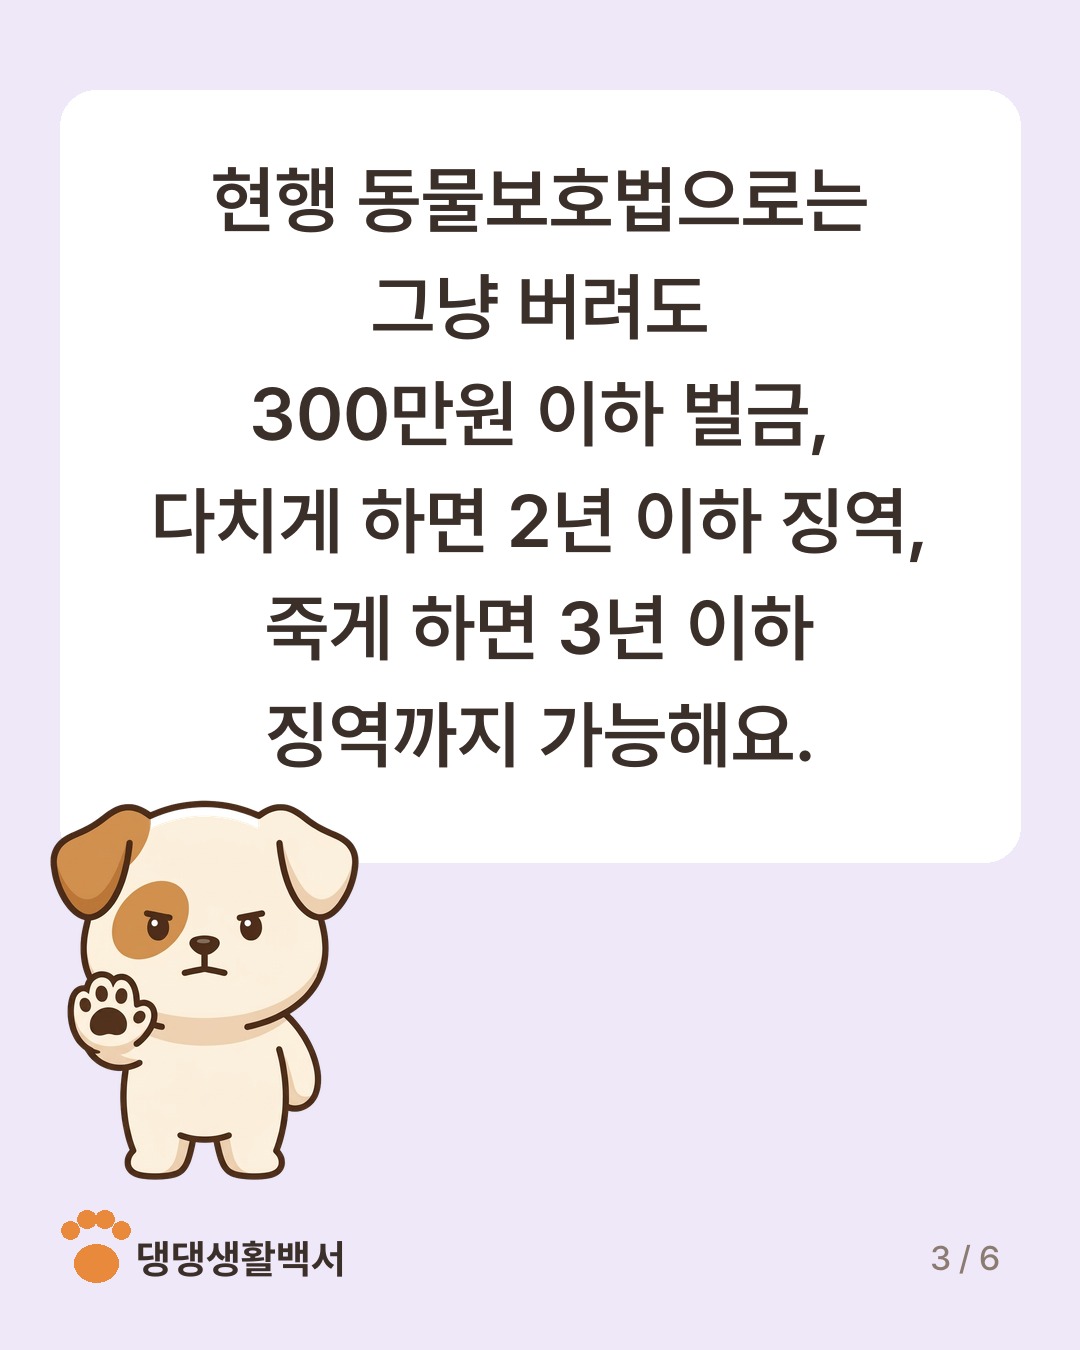 현행 동물보호법으로는
그냥 버려도
300만원 이하 벌금,
다치게 하면 2년 이하 징역,
죽게 하면 3년 이하
징역까지 가능해요.
댕댕생활백서
3 / 6